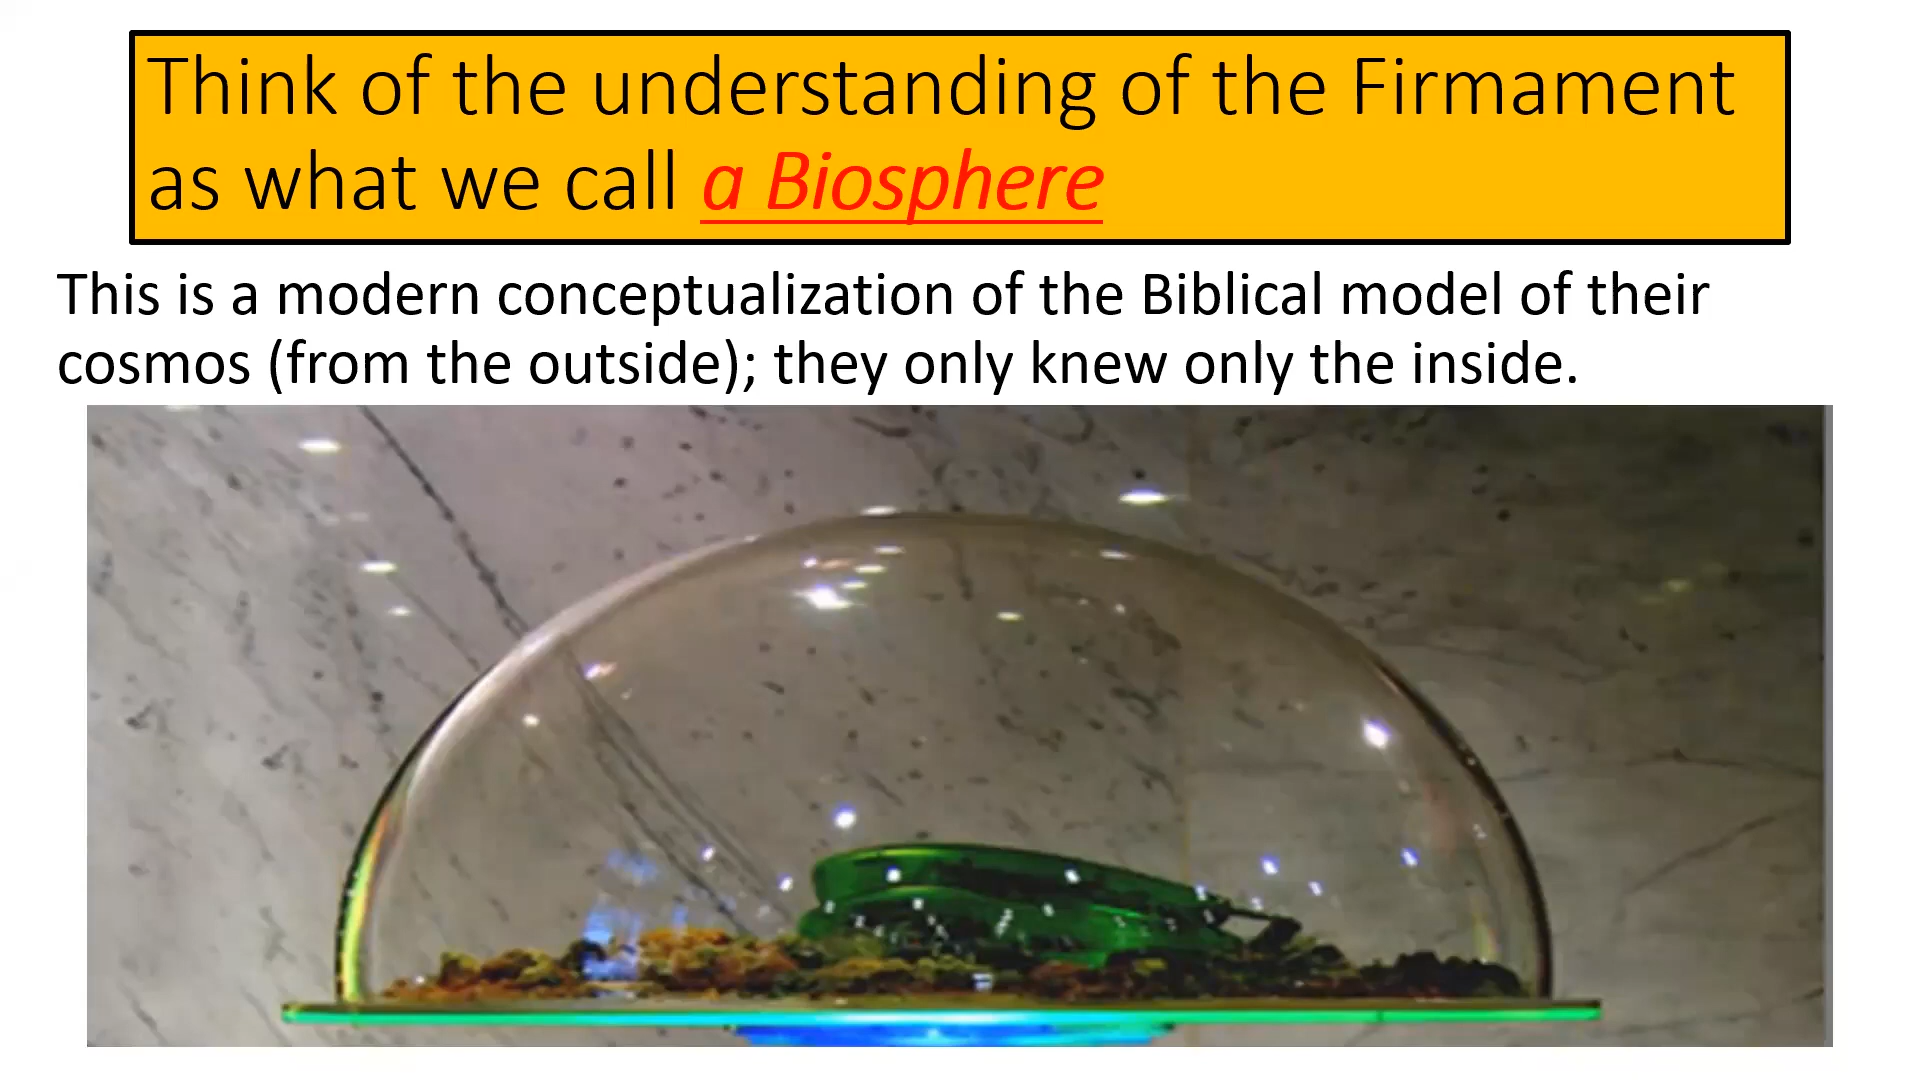 Think of the understanding of the Firmament
as what we call a Biosphere
This is a modern conceptualization of the Biblical model of their
cosmos (from the outside); they only knew only the inside.